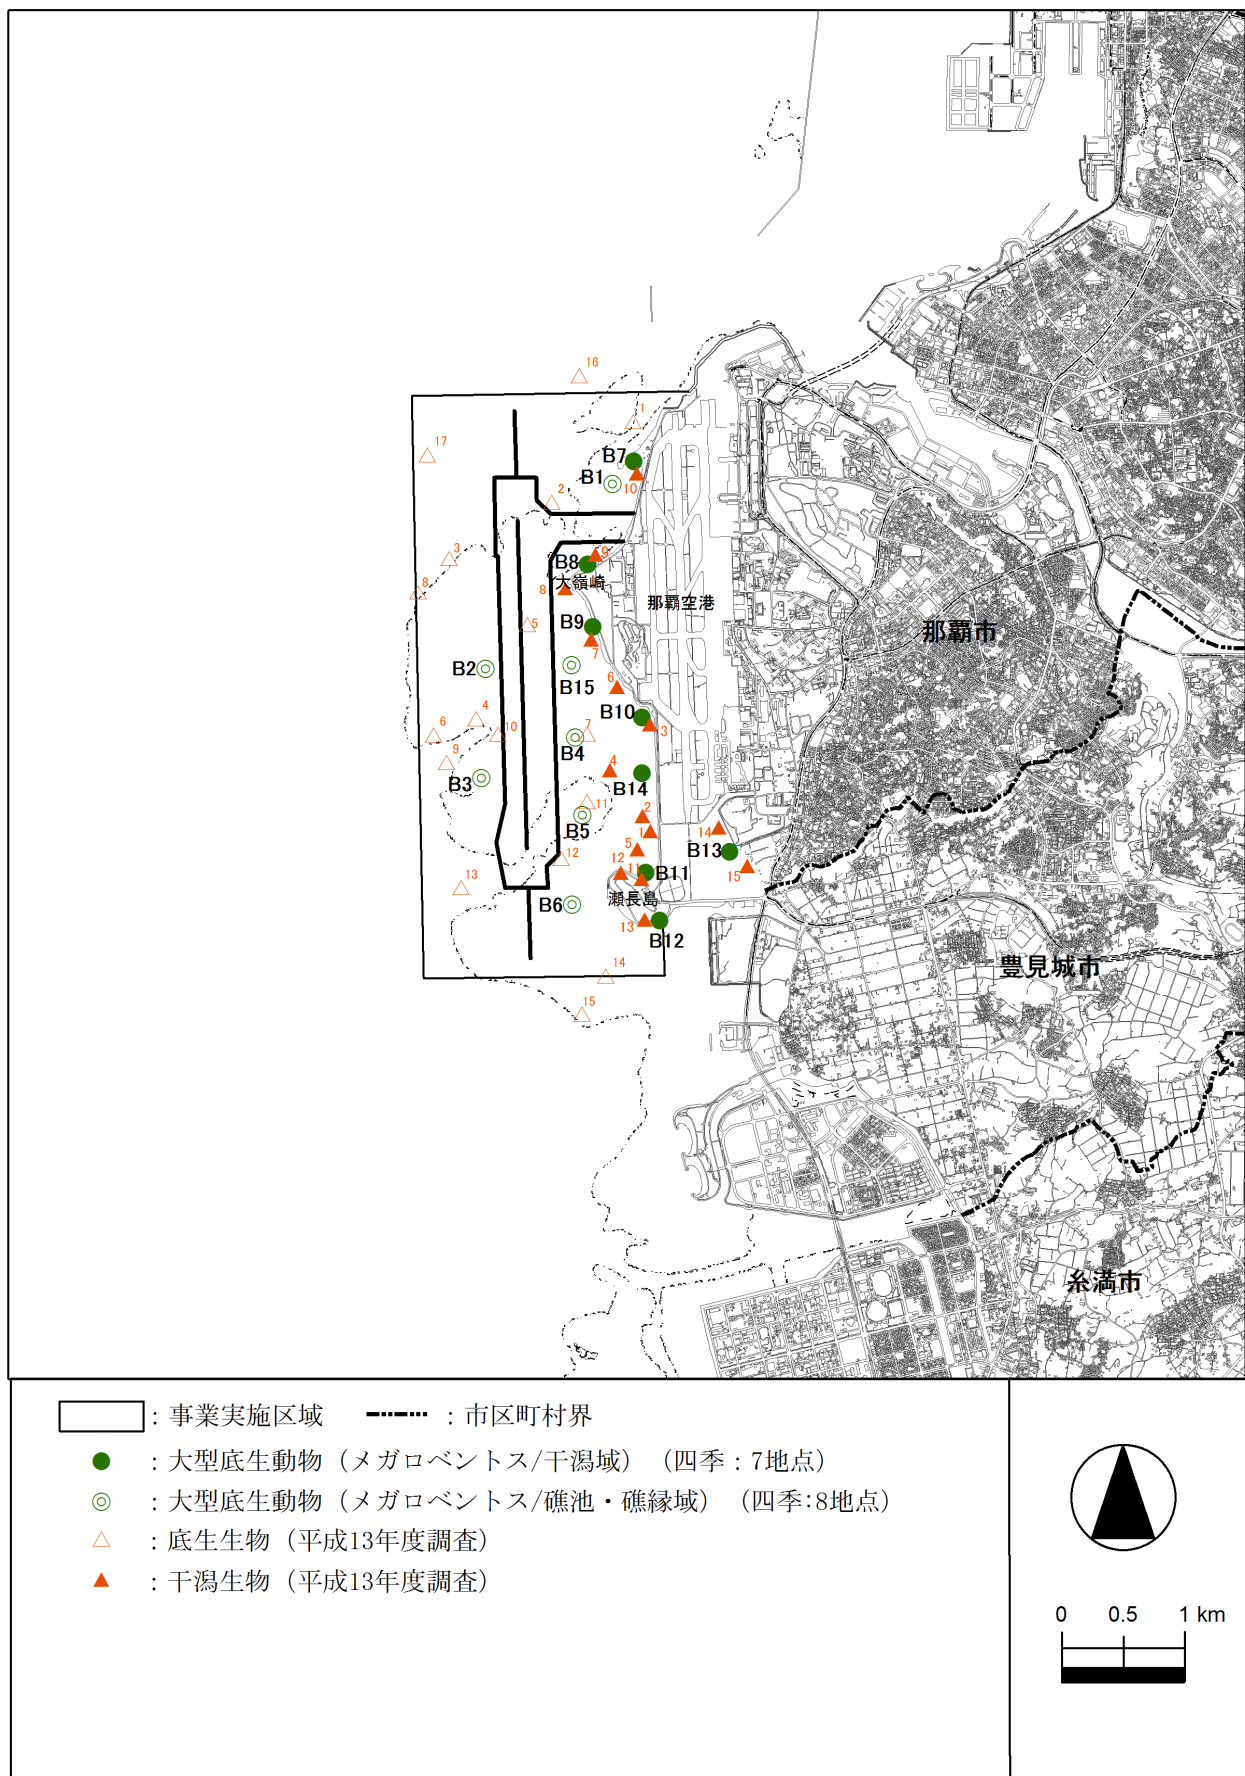 16
1
17
B7
B1
10
2
9
3
B8
大嶺崎
8
8
那覇空港
那覇市
5
B9
7
B2
B15
6
4
B10
6
10
7
3
B4
9
4
B3
B14
11
2
B5
1
14
5
B13
12
12
11
B11
15
13
瀬長島
B6
13
B12
豊見城市
14
15
糸満市
：事業実施区域 ：市区町村界
：大型底生動物（メガロベントス/干潟域）（四季：7地点）
：大型底生動物（メガロベントス/礁池・礁縁域）（四季:8地点）
：底生生物（平成13年度調査）
：干潟生物（平成13年度調査）
0 0.5 1 km